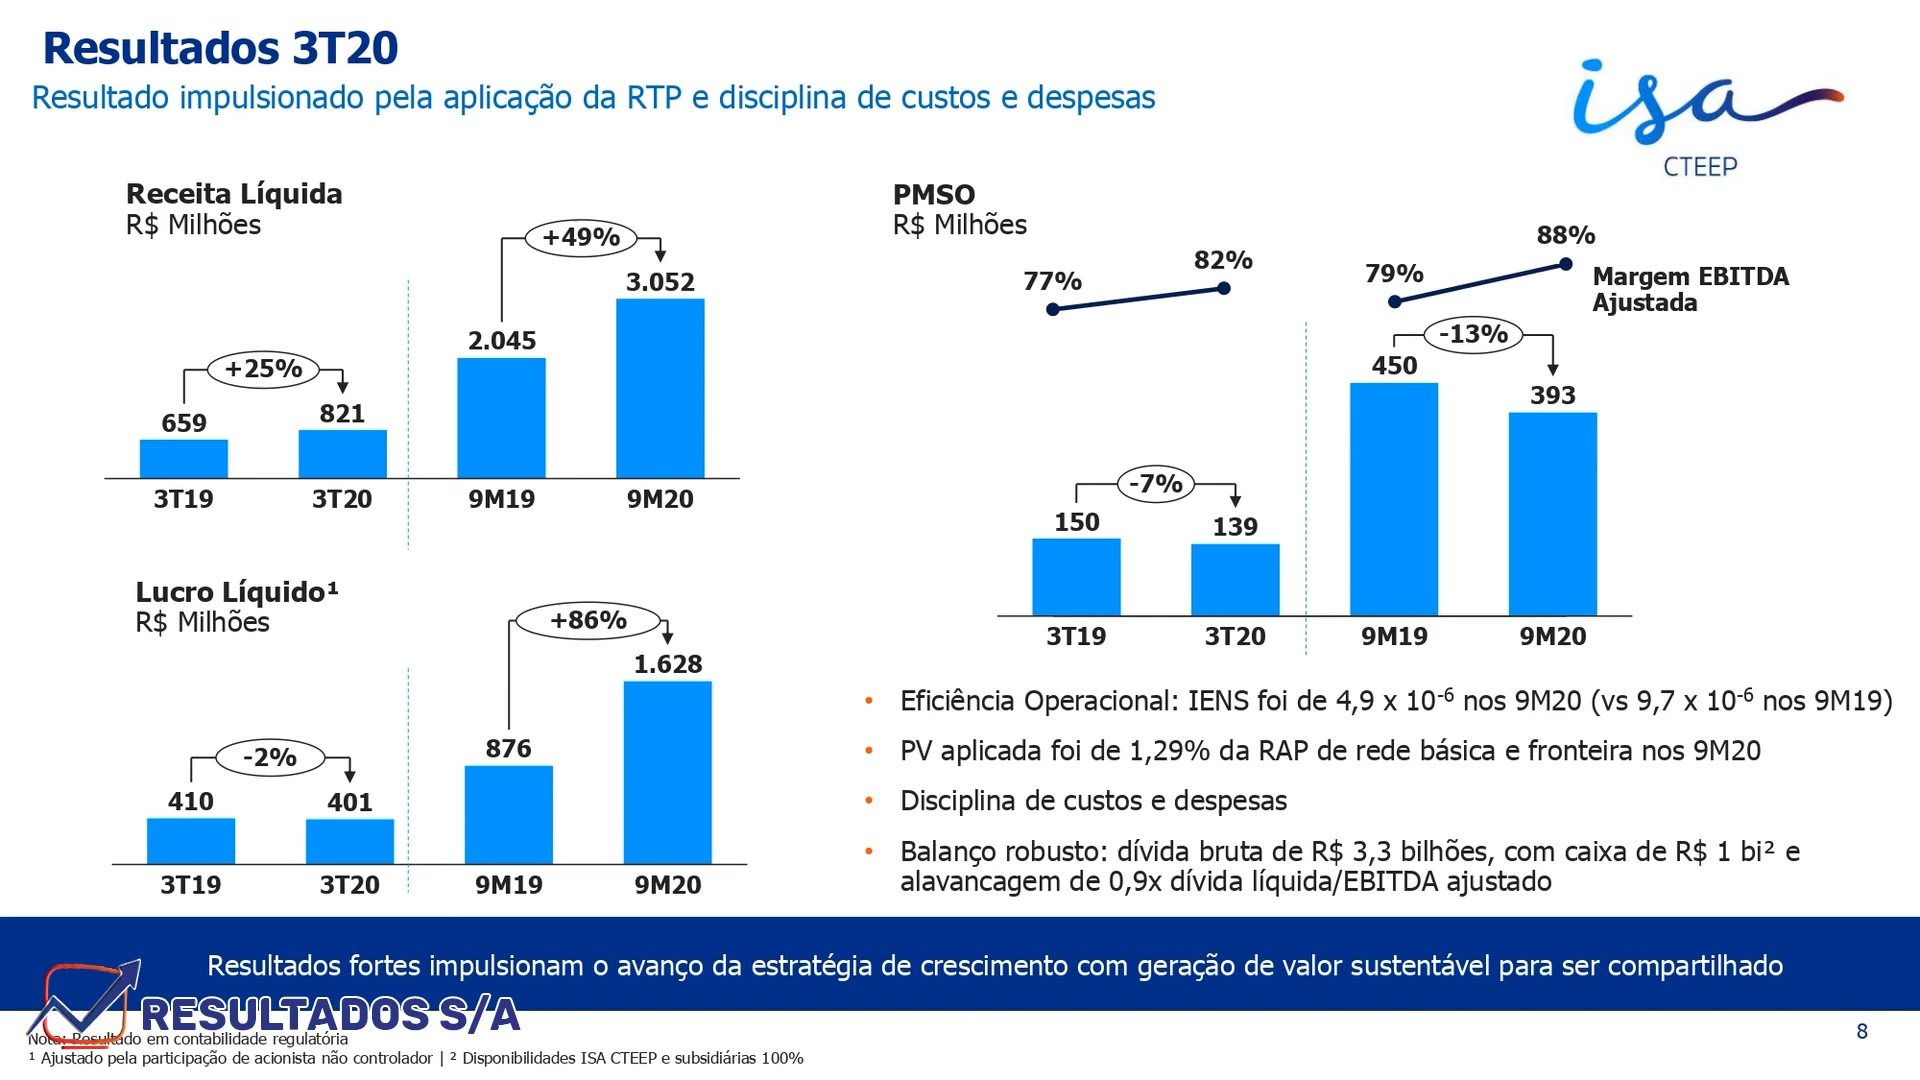 Resultados 3T20
Resultado impulsionado pela aplicação da RTP e disciplina de custos e despesas
isa
CTEEP
Receita Líquida
R$ Milhões
+25%
+49%
659
821
2.045
3.052
3T19
3T20
9M19
9M20
Lucro Líquido¹
R$ Milhões
-2%
+86%
410
401
876
1.628
3T19
3T20
9M19
9M20
PMSO
R$ Milhões
77%
82%
79%
88%
Margem EBITDA
Ajustada
-7%
-13%
150
139
450
393
3T19
3T20
9M19
9M20
• Eficiência Operacional: IENS foi de 4,9 x 10⁻⁶ nos 9M20 (vs 9,7 x 10⁻⁶ nos 9M19)
• PV aplicada foi de 1,29% da RAP de rede básica e fronteira nos 9M20
• Disciplina de custos e despesas
• Balanço robusto: dívida bruta de R$ 3,3 bilhões, com caixa de R$ 1 bi² e
alavancagem de 0,9x dívida líquida/EBITDA ajustado
Resultados fortes impulsionam o avanço da estratégia de crescimento com geração de valor sustentável para ser compartilhado
RESULTADOS S/A
Nota: Resultado em contabilidade regulatória
¹ Ajustado pela participação de acionista não controlador | ² Disponibilidades ISA CTEEP e subsidiárias 100%
8